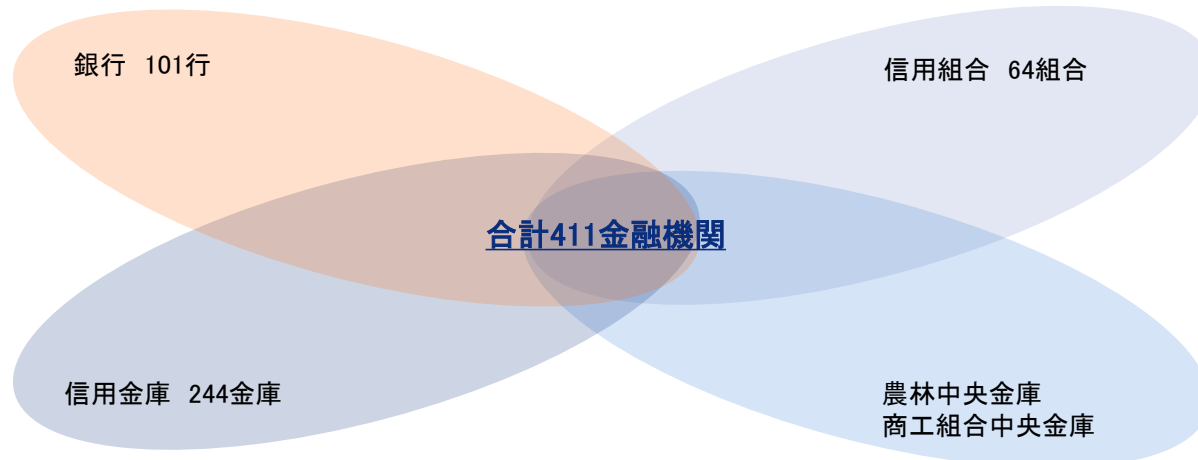 銀行 101行
信用組合 64組合
合計411金融機関
信用金庫 244金庫
農林中央金庫
商工組合中央金庫